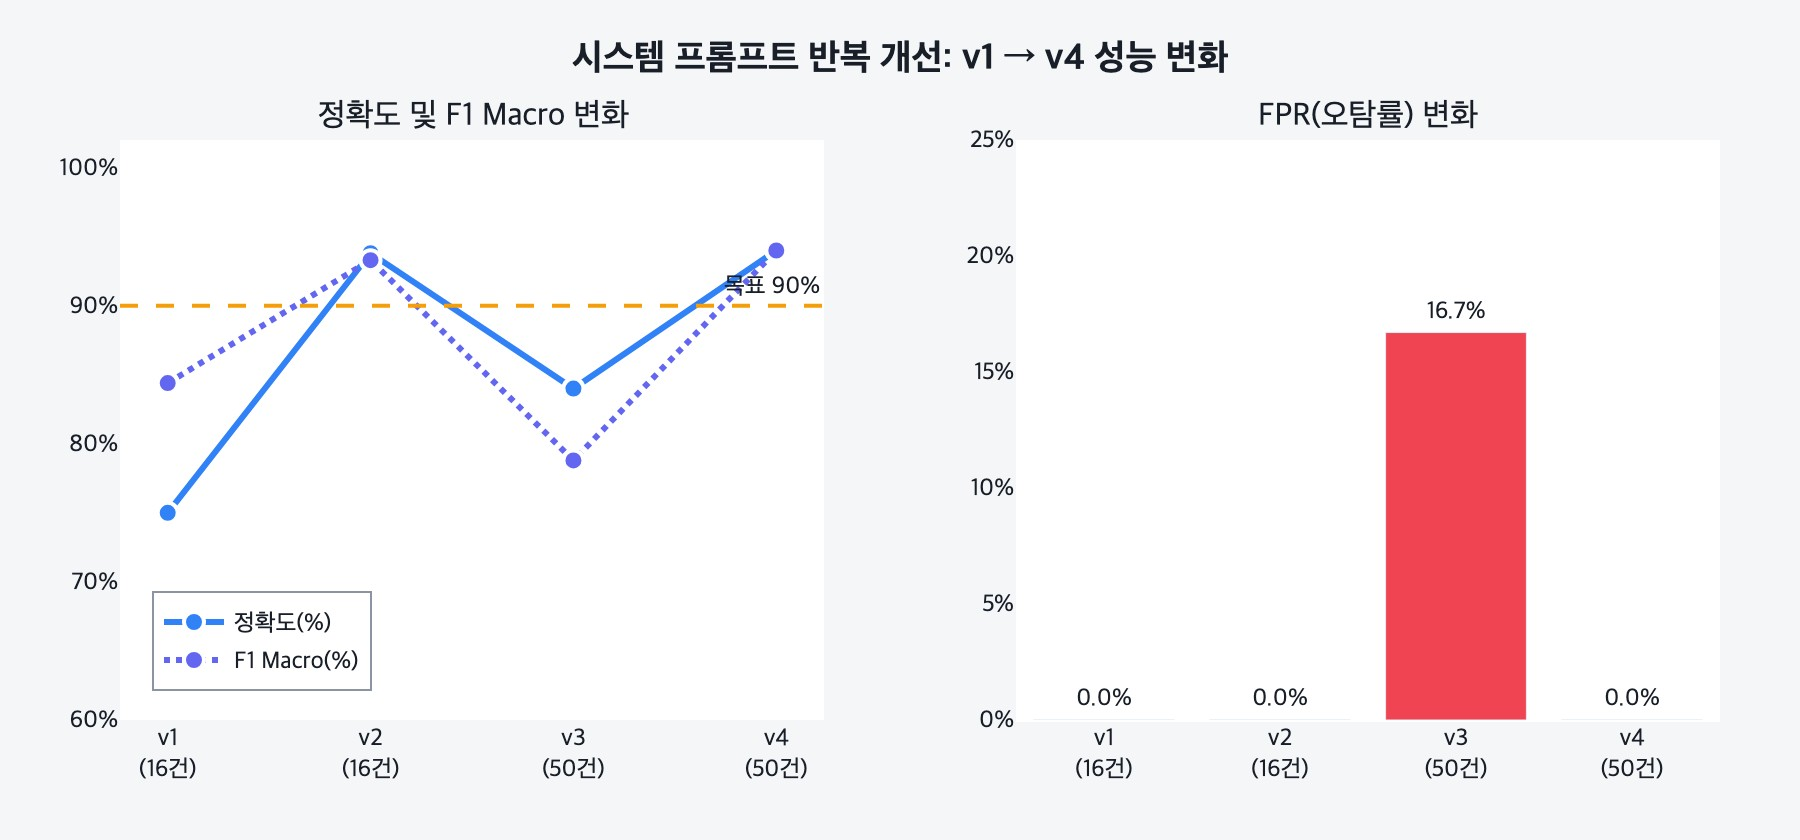 시스템 프롬프트 반복 개선: v1 → v4 성능 변화
정확도 및 F1 Macro 변화
100%
90%
80%
70%
60%
목표 90%
정확도(%)
F1 Macro(%)
v1
(16건)
v2
(16건)
v3
(50건)
v4
(50건)
FPR(오탐률) 변화
25%
20%
15%
10%
5%
0%
0.0%
0.0%
16.7%
0.0%
v1
(16건)
v2
(16건)
v3
(50건)
v4
(50건)